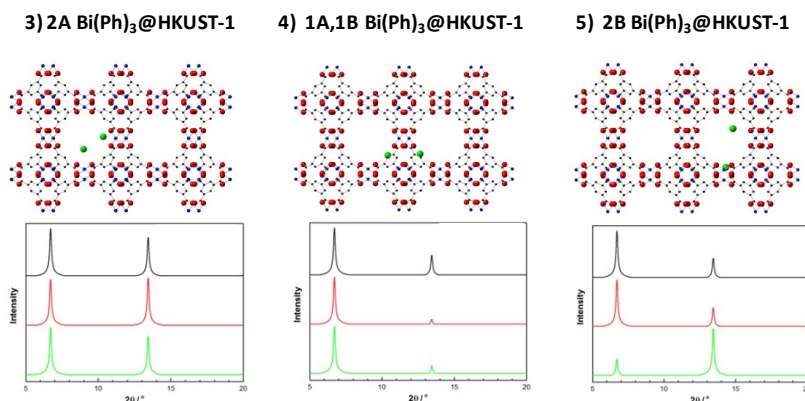 3) 2A Bi(Ph)₃@HKUST-1
4) 1A,1B Bi(Ph)₃@HKUST-1
5) 2B Bi(Ph)₃@HKUST-1
Intensity
5 10 15 20
2θ / °
Intensity
5 10 15 20
2θ / °
Intensity
5 10 15 20
2θ / °